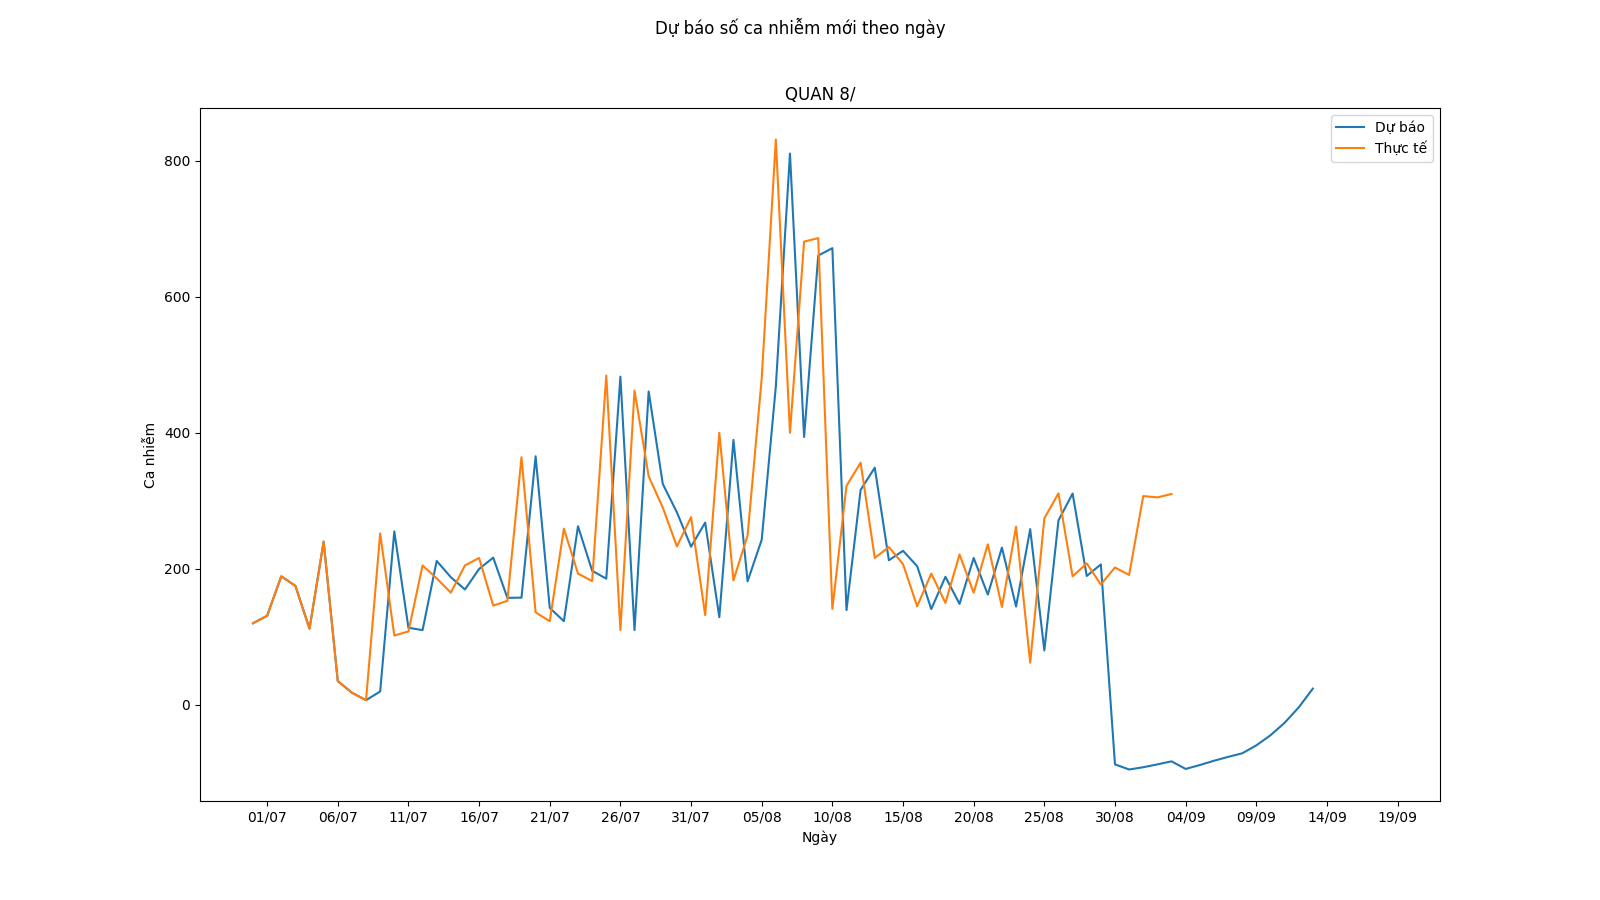 Dự báo số ca nhiễm mới theo ngày
QUAN 8/
Dự báo
Thực tế
800
600
400
200
0
Ca nhiễm
01/07 06/07 11/07 16/07 21/07 26/07 31/07 05/08 10/08 15/08 20/08 25/08 30/08 04/09 09/09 14/09 19/09
Ngày